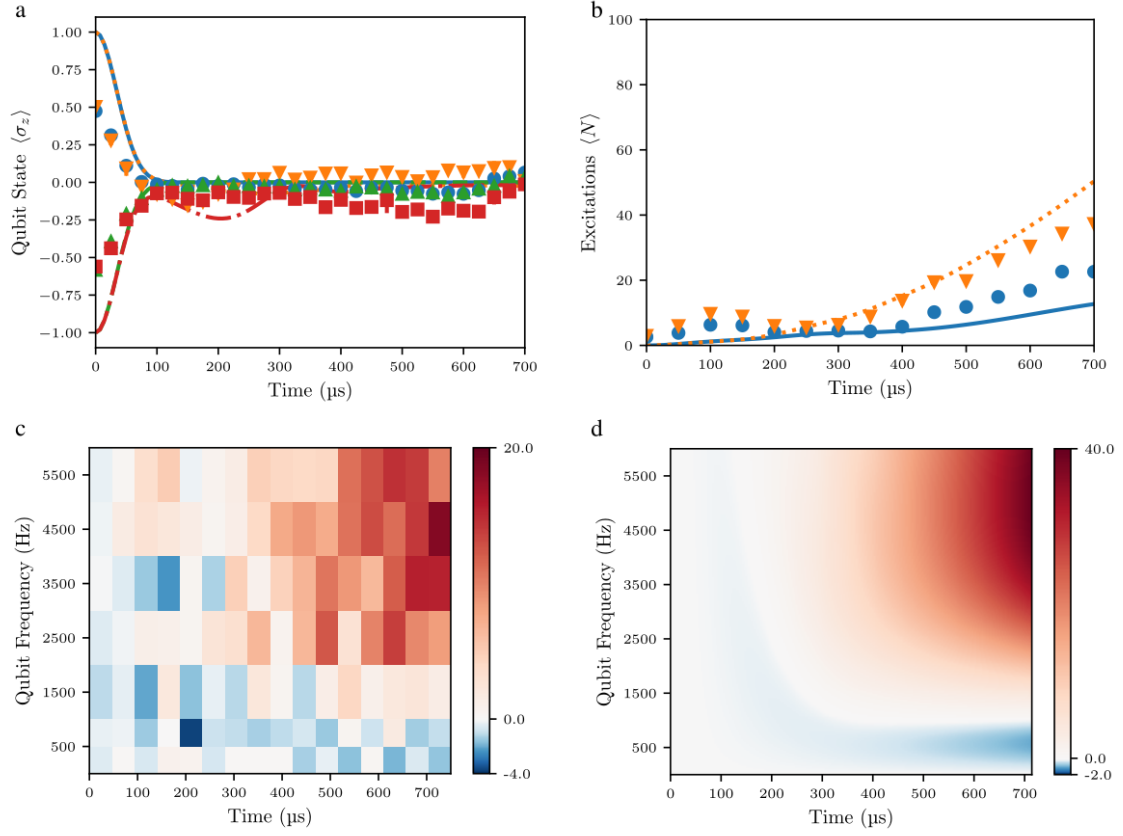 a
1.00
0.75
0.50
0.25
0.00
−0.25
−0.50
−0.75
−1.00
Qubit State ⟨σz⟩
0 100 200 300 400 500 600 700
Time (µs)
b
100
80
60
40
20
0
Excitations ⟨N⟩
0 100 200 300 400 500 600 700
Time (µs)
c
5500
4500
3500
2500
1500
500
Qubit Frequency (Hz)
0 100 200 300 400 500 600 700
Time (µs)
20.0
0.0
-4.0
d
5500
4500
3500
2500
1500
500
Qubit Frequency (Hz)
0 100 200 300 400 500 600 700
Time (µs)
40.0
0.0
-2.0